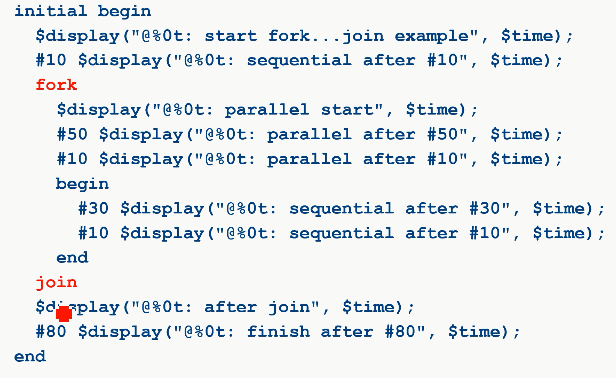 initial begin
$display("@%0t: start fork...join example", $time);
#10 $display("@%0t: sequential after #10", $time);
fork
$display("@%0t: parallel start", $time);
#50 $display("@%0t: parallel after #50", $time);
#10 $display("@%0t: parallel after #10", $time);
begin
#30 $display("@%0t: sequential after #30", $time);
#10 $display("@%0t: sequential after #10", $time);
end
join
$display("@%0t: after join", $time);
#80 $display("@%0t: finish after #80", $time);
end